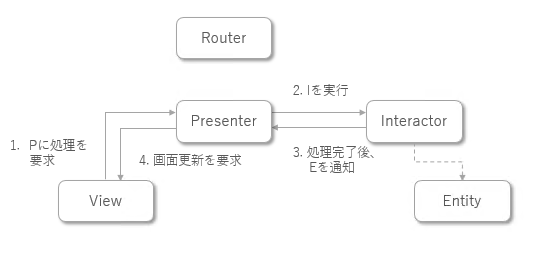 Router
2. Iを実行
Presenter
Interactor
1. Pに処理を
要求
4. 画面更新を要求
3. 処理完了後、
Eを通知
View
Entity